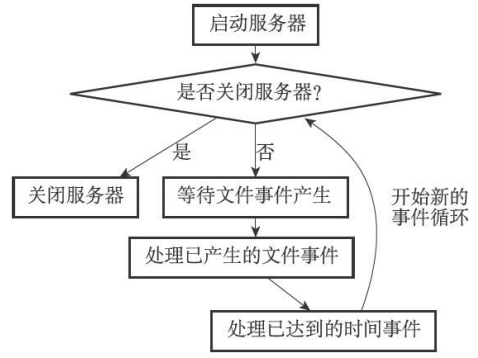 启动服务器
是否关闭服务器?
是
否
关闭服务器
等待文件事件产生
开始新的
事件循环
处理已产生的文件事件
处理已达到的时间事件